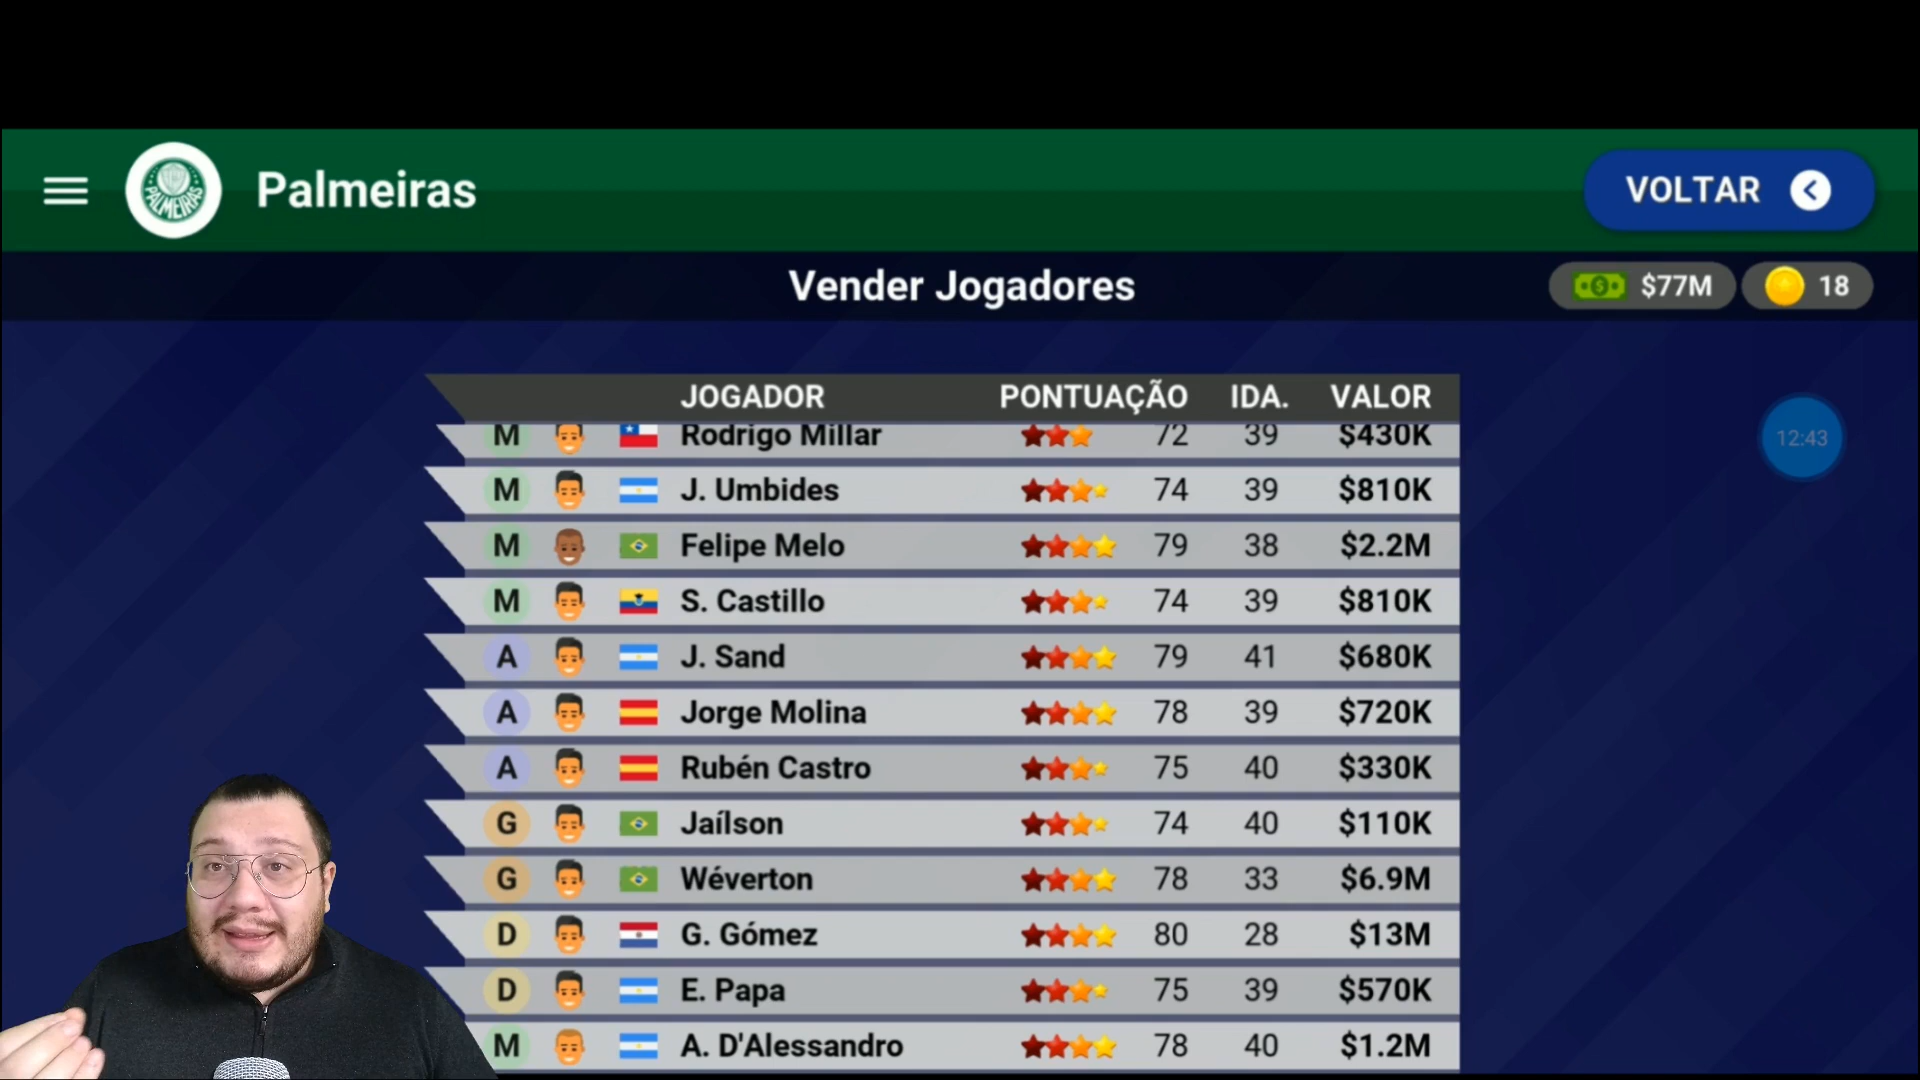 PALMEIRAS
Palmeiras
VOLTAR
Vender Jogadores
$77M
18
JOGADOR PONTUAÇÃO IDA. VALOR
M Rodrigo Millar 72 39 $430K
12:43
M J. Umbides 74 39 $810K
M Felipe Melo 79 38 $2.2M
M S. Castillo 74 39 $810K
A J. Sand 79 41 $680K
A Jorge Molina 78 39 $720K
A Rubén Castro 75 40 $330K
G Jaílson 74 40 $110K
G Wéverton 78 33 $6.9M
D G. Gómez 80 28 $13M
D E. Papa 75 39 $570K
M A. D'Alessandro 78 40 $1.2M